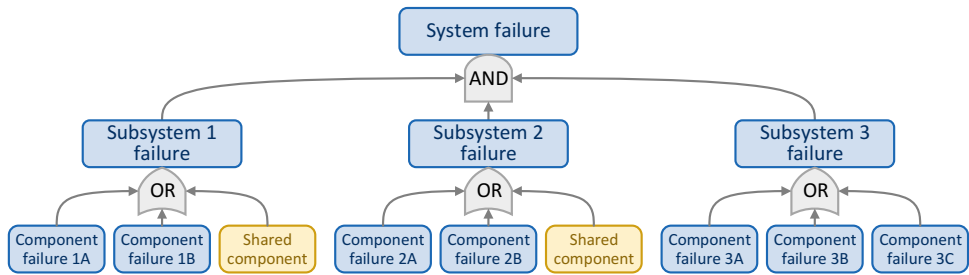 System failure
AND
Subsystem 1
failure
Subsystem 2
failure
Subsystem 3
failure
OR
OR
OR
Component
failure 1A
Component
failure 1B
Shared
component
Component
failure 2A
Component
failure 2B
Shared
component
Component
failure 3A
Component
failure 3B
Component
failure 3C